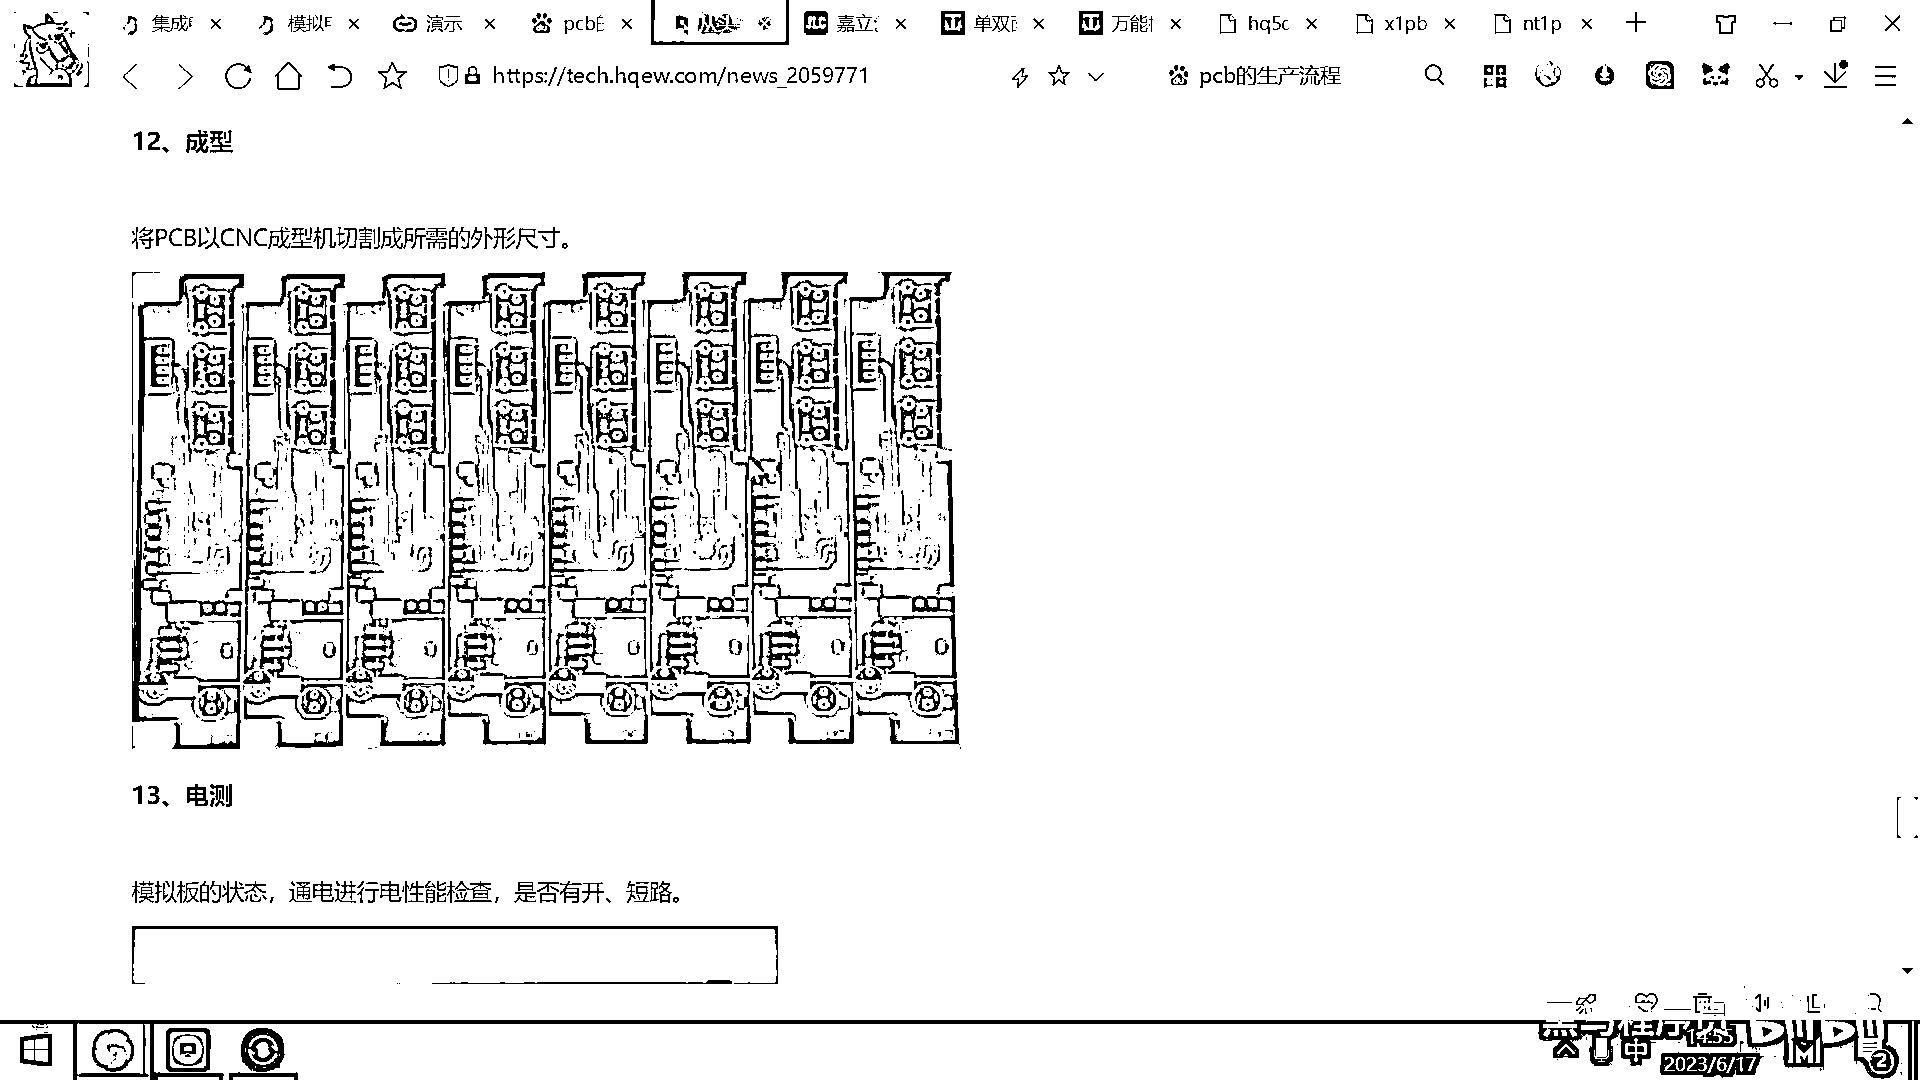 集成 模拟 演示 pcb 嘉立 单双 万能 hq5c x1pb nt1p
https://tech.hqew.com/news_2059771
pcb的生产流程
12、成型
将PCB以CNC成型机切割成所需的外形尺寸。
13、电测
模拟板的状态，通电进行电性能检查，是否有开、短路。
中
14:55
2023/6/17
2